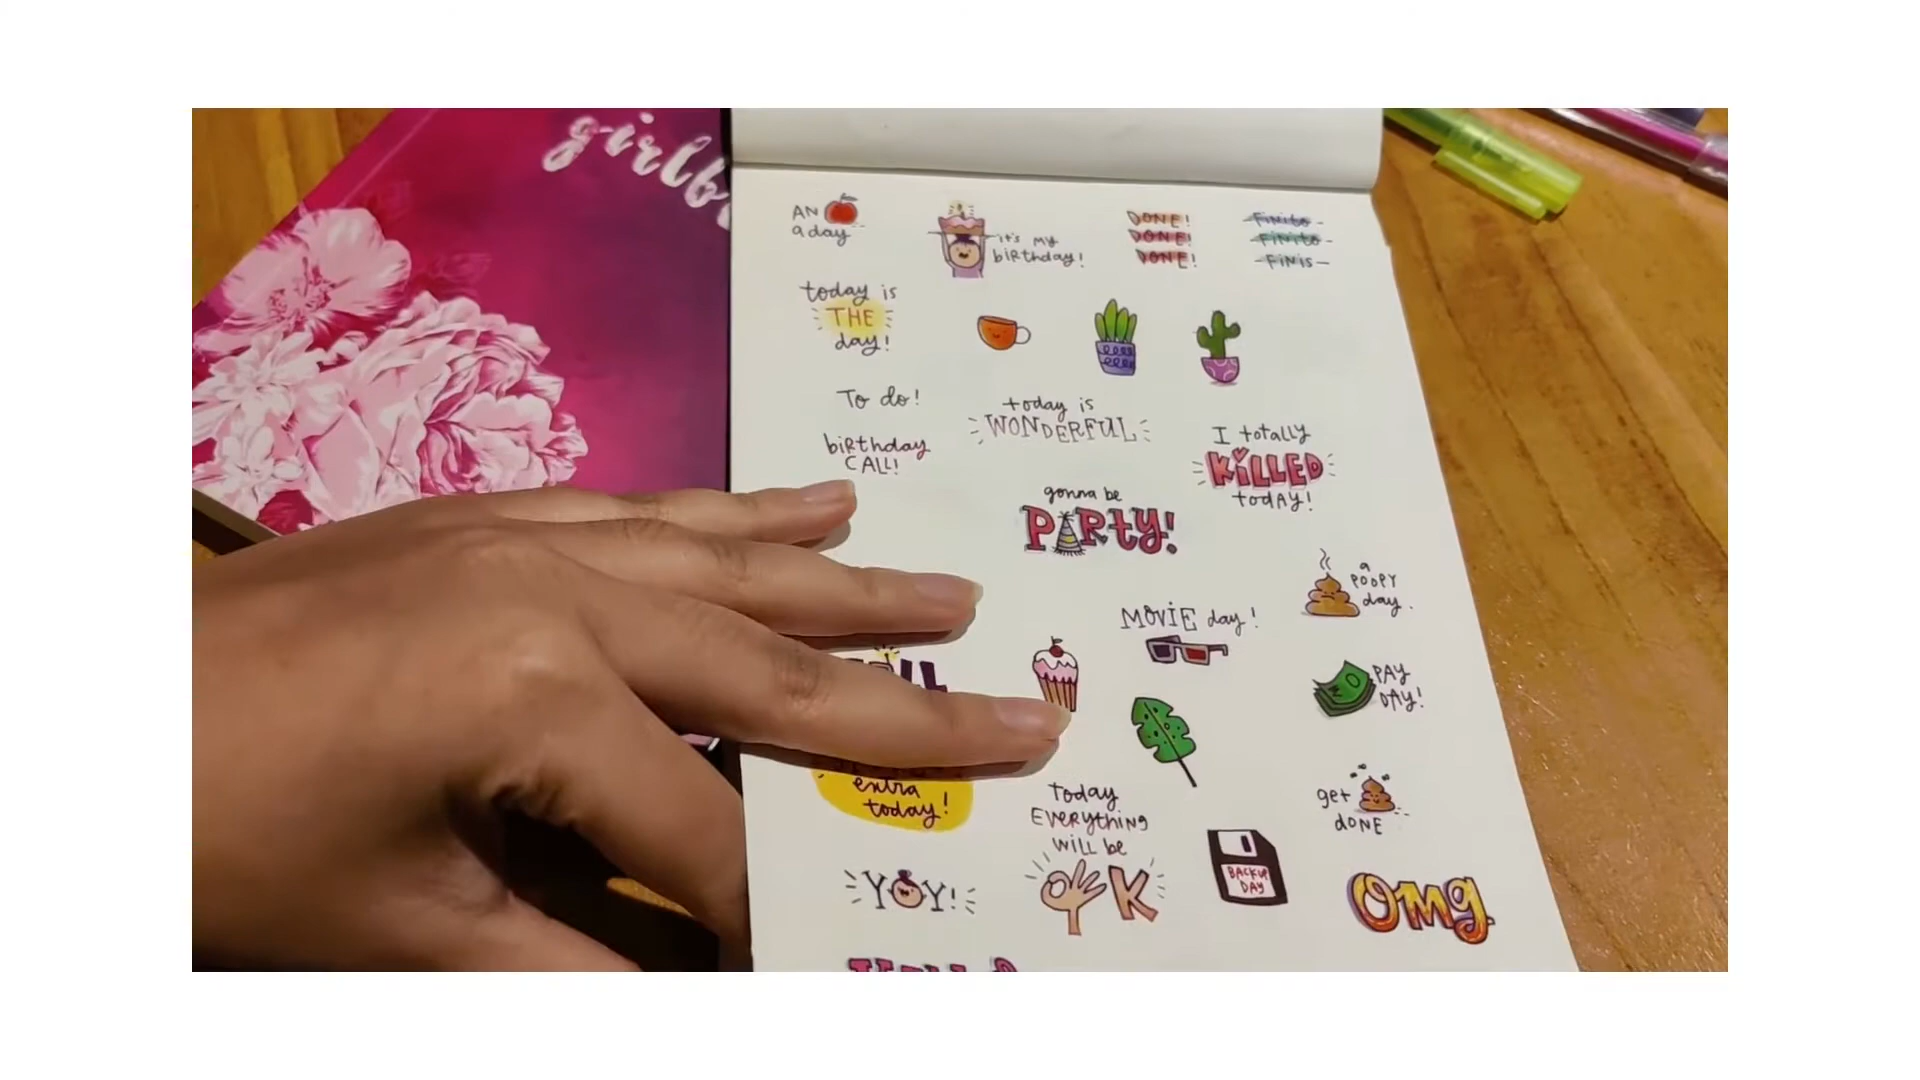 AN
a day
it's my
birthday!
DONE!
DONE!
DONE!
FiNito
FiNito
FiNis
today is
THE
day!
To do!
today is
WONDERFUL
birthday
CALL!
I totally
KiLLED
today!
gonna be
PARty!
a
POOPY
day.
MOViE day!
PAY
DAY!
extra
today!
Today
EVERYthiNG
WiLL be
OK
get
dONE
BACKUP
DAY
YOY!
OMG